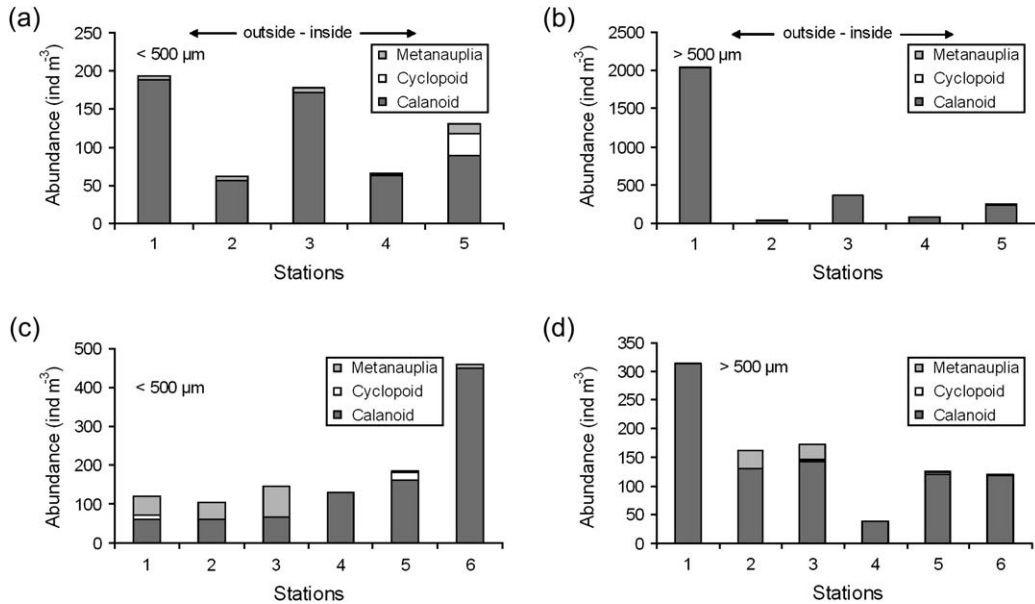 (a)
250
200
150
100
50
0
Abundance (ind m-3)
< 500 µm
outside - inside
Metanauplia
Cyclopoid
Calanoid
1 2 3 4 5
Stations
(b)
2500
2000
1500
1000
500
0
Abundance (ind m-3)
> 500 µm
outside - inside
Metanauplia
Cyclopoid
Calanoid
1 2 3 4 5
Stations
(c)
500
400
300
200
100
0
Abundance (ind m-3)
< 500 µm
Metanauplia
Cyclopoid
Calanoid
1 2 3 4 5 6
Stations
(d)
350
300
250
200
150
100
50
0
Abundance (ind m-3)
> 500 µm
Metanauplia
Cyclopoid
Calanoid
1 2 3 4 5 6
Stations